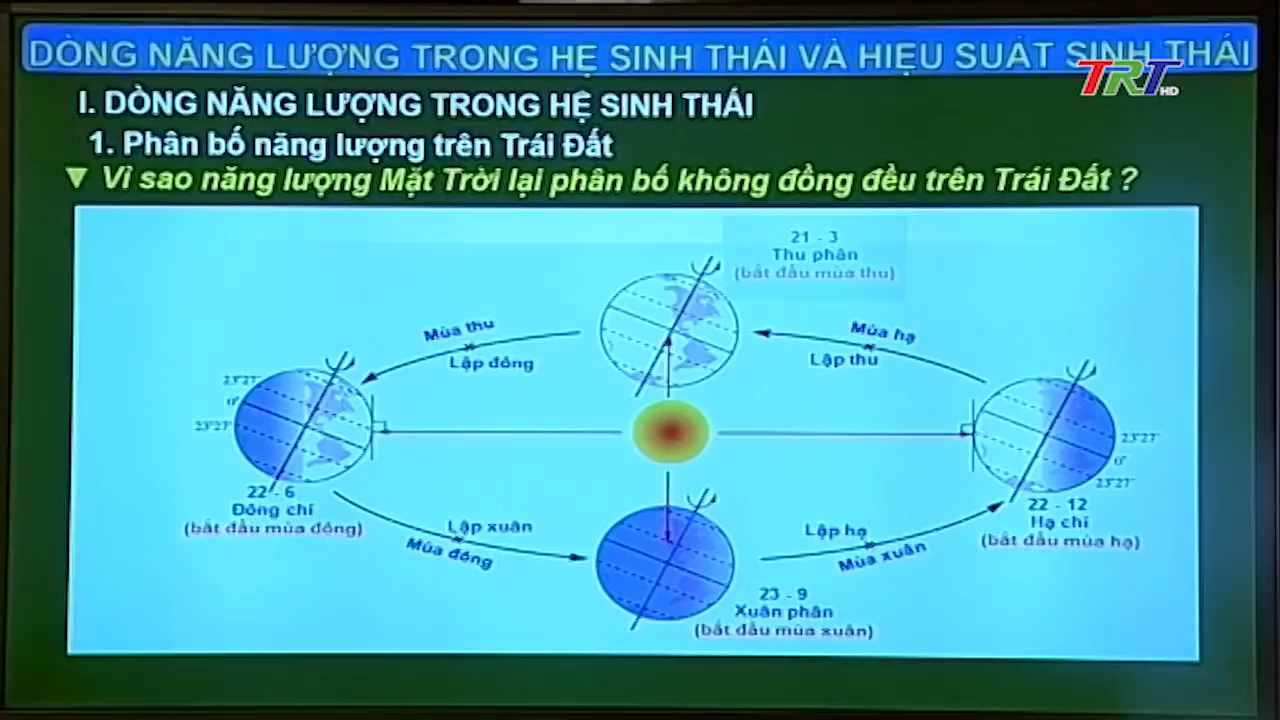 DÒNG NĂNG LƯỢNG TRONG HỆ SINH THÁI VÀ HIỆU SUẤT SINH THÁI
TRT HD
I. DÒNG NĂNG LƯỢNG TRONG HỆ SINH THÁI
1. Phân bố năng lượng trên Trái Đất
▼ Vì sao năng lượng Mặt Trời lại phân bố không đồng đều trên Trái Đất ?
21 - 3
Thu phân
(bắt đầu mùa thu)
Mùa thu
Lập đông
Mùa hạ
Lập thu
23°27'
0°
23°27'
23°27'
0°
23°27'
22 - 6
Đông chí
(bắt đầu mùa đông)
22 - 12
Hạ chí
(bắt đầu mùa hạ)
Lập xuân
Mùa đông
Lập hạ
Mùa xuân
23 - 9
Xuân phân
(bắt đầu mùa xuân)